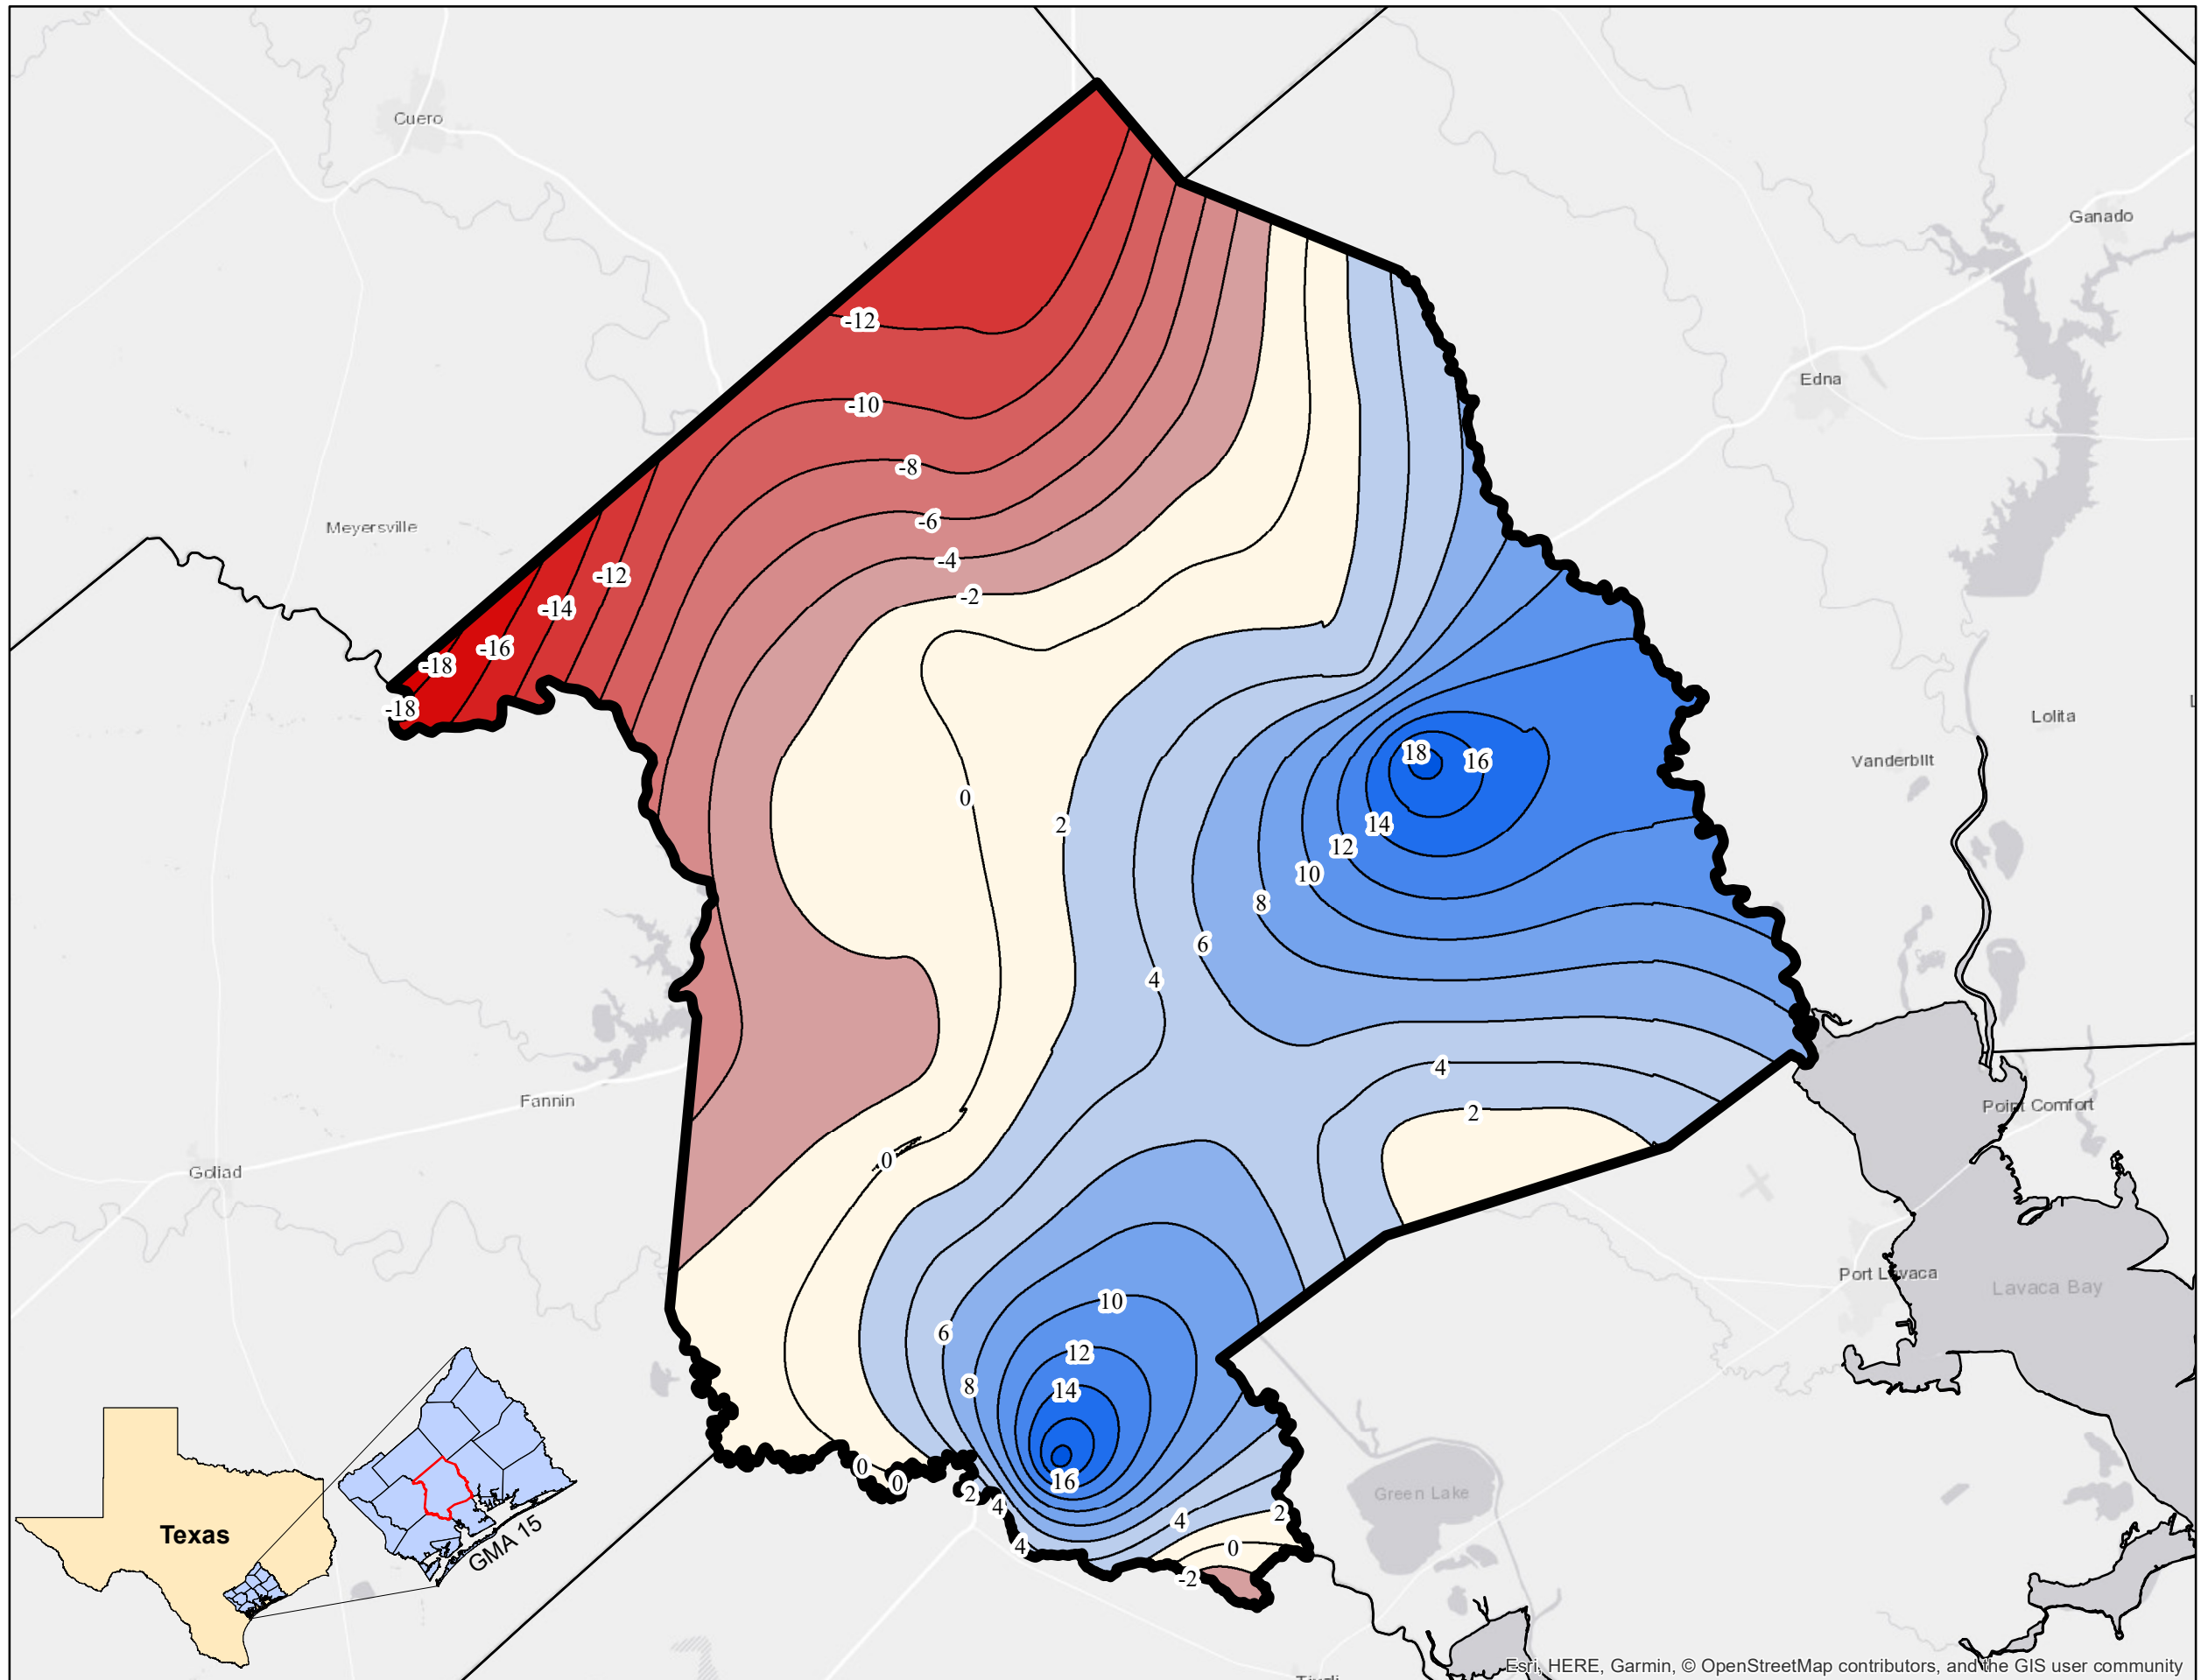 Cuero
Ganado
-12
Edna
-10
-8
Meyersville
-6
-4
-12
-2
-14
-16
-18
-18
Lolita
L
18
16
Vanderbilt
0
2
14
12
10
8
6
4
4
Fannin
2
Point Comfort
0
Goliad
Port Lavaca
Lavaca Bay
10
6
12
8
14
0
16
0
2
4
Green Lake
2
4
4
0
-2
Texas
GMA 15
Esri, HERE, Garmin, © OpenStreetMap contributors, and the GIS user community